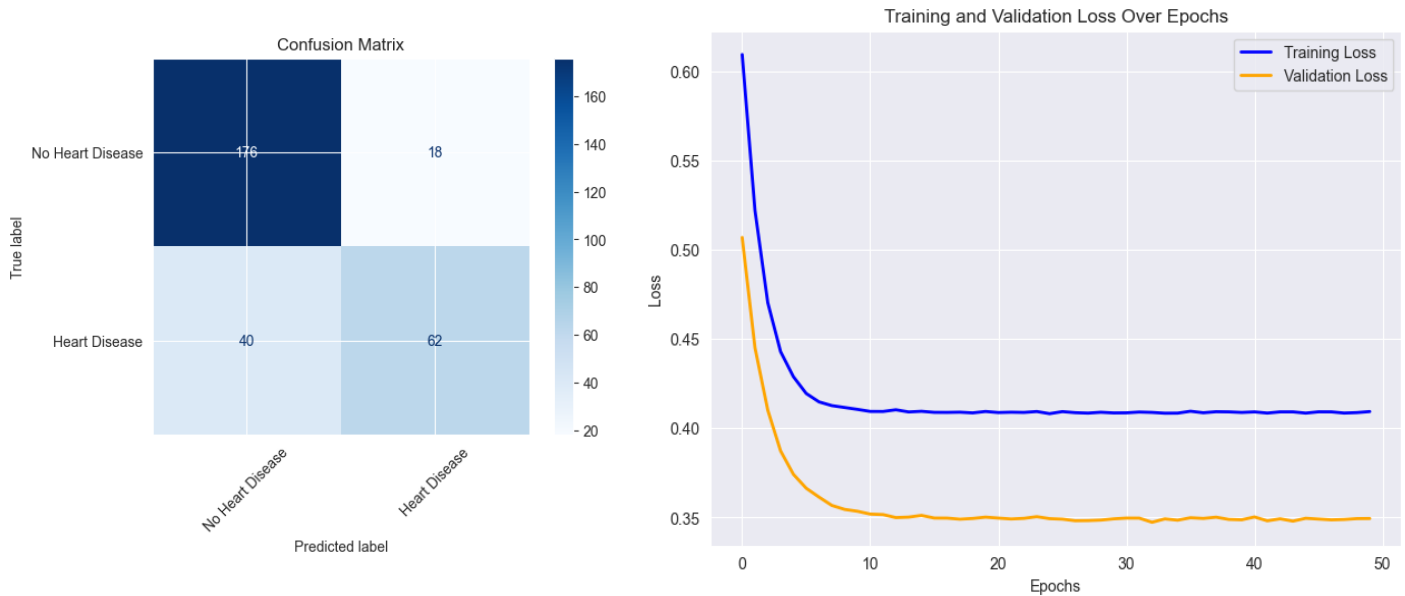 Confusion Matrix
No Heart Disease
Heart Disease
True label
176
18
40
62
No Heart Disease
Heart Disease
Predicted label
160
140
120
100
80
60
40
20
Training and Validation Loss Over Epochs
Training Loss
Validation Loss
Loss
0.60
0.55
0.50
0.45
0.40
0.35
0
10
20
30
40
50
Epochs